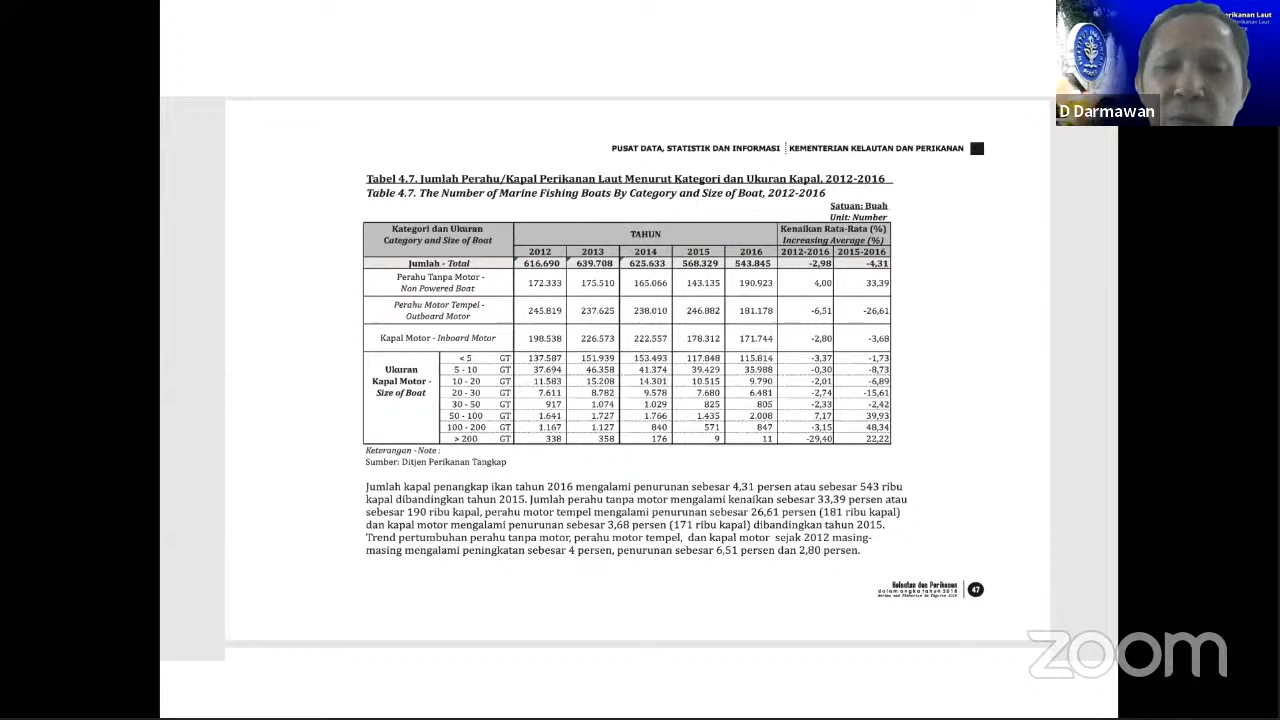 erikanan Laut
Perikanan Laut
D Darmawan
PUSAT DATA, STATISTIK DAN INFORMASI KEMENTERIAN KELAUTAN DAN PERIKANAN
Tabel 4.7. Jumlah Perahu/Kapal Perikanan Laut Menurut Kategori dan Ukuran Kapal, 2012-2016
Table 4.7. The Number of Marine Fishing Boats By Category and Size of Boat, 2012-2016
Satuan: Buah
Unit: Number
Kategori dan Ukuran
Category and Size of Boat
TAHUN
Kenaikan Rata-Rata (%)
Increasing Average (%)
2012 2013 2014 2015 2016 2012-2016 2015-2016
Jumlah - Total 616.690 639.708 625.633 568.329 543.845 -2,98 -4,31
Perahu Tanpa Motor -
Non Powered Boat
172.333 175.510 165.066 143.135 190.923 4,00 33,39
Perahu Motor Tempel -
Outboard Motor
245.819 237.625 238.010 246.882 181.178 -6,51 -26,61
Kapal Motor - Inboard Motor 198.538 226.573 222.557 178.312 171.744 -2,80 -3,68
Ukuran
Kapal Motor -
Size of Boat
< 5 GT 137.587 151.939 153.493 117.848 115.814 -3,37 -1,73
5 - 10 GT 37.694 46.358 41.374 39.429 35.988 -0,30 -8,73
10 - 20 GT 11.583 15.208 14.301 10.515 9.790 -2,01 -6,89
20 - 30 GT 7.611 8.782 9.578 7.680 6.481 -2,74 -15,61
30 - 50 GT 917 1.074 1.029 825 805 -2,33 -2,42
50 - 100 GT 1.641 1.727 1.766 1.435 2.008 7,17 39,93
100 - 200 GT 1.167 1.127 840 571 847 -3,15 48,34
> 200 GT 338 358 176 9 11 -29,40 22,22
Keterangan - Note :
Sumber: Ditjen Perikanan Tangkap
Jumlah kapal penangkap ikan tahun 2016 mengalami penurunan sebesar 4,31 persen atau sebesar 543 ribu
kapal dibandingkan tahun 2015. Jumlah perahu tanpa motor mengalami kenaikan sebesar 33,39 persen atau
sebesar 190 ribu kapal, perahu motor tempel mengalami penurunan sebesar 26,61 persen (181 ribu kapal)
dan kapal motor mengalami penurunan sebesar 3,68 persen (171 ribu kapal) dibandingkan tahun 2015.
Trend pertumbuhan perahu tanpa motor, perahu motor tempel, dan kapal motor sejak 2012 masing-
masing mengalami peningkatan sebesar 4 persen, penurunan sebesar 6,51 persen dan 2,80 persen.
Kelautan dan Perikanan
dalam angka tahun 2018
47
zoom